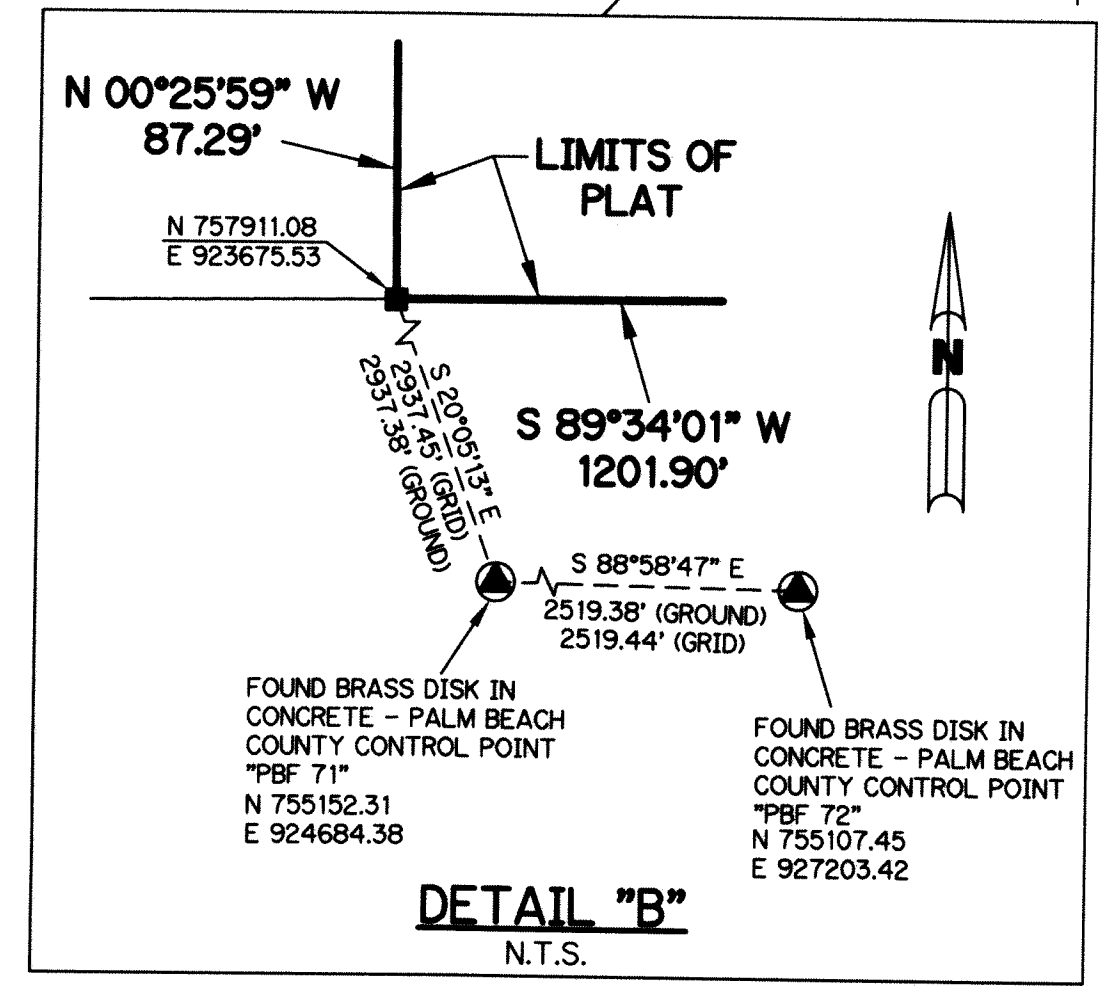 N 00°25'59" W
87.29'
LIMITS OF
PLAT
N 757911.08
E 923675.53
N
S 20°05'13" E
2937.45' (GRID)
2937.38' (GROUND)
S 89°34'01" W
1201.90'
S 88°58'47" E
2519.38' (GROUND)
2519.44' (GRID)
FOUND BRASS DISK IN
CONCRETE - PALM BEACH
COUNTY CONTROL POINT
"PBF 71"
N 755152.31
E 924684.38
FOUND BRASS DISK IN
CONCRETE - PALM BEACH
COUNTY CONTROL POINT
"PBF 72"
N 755107.45
E 927203.42
DETAIL "B"
N.T.S.